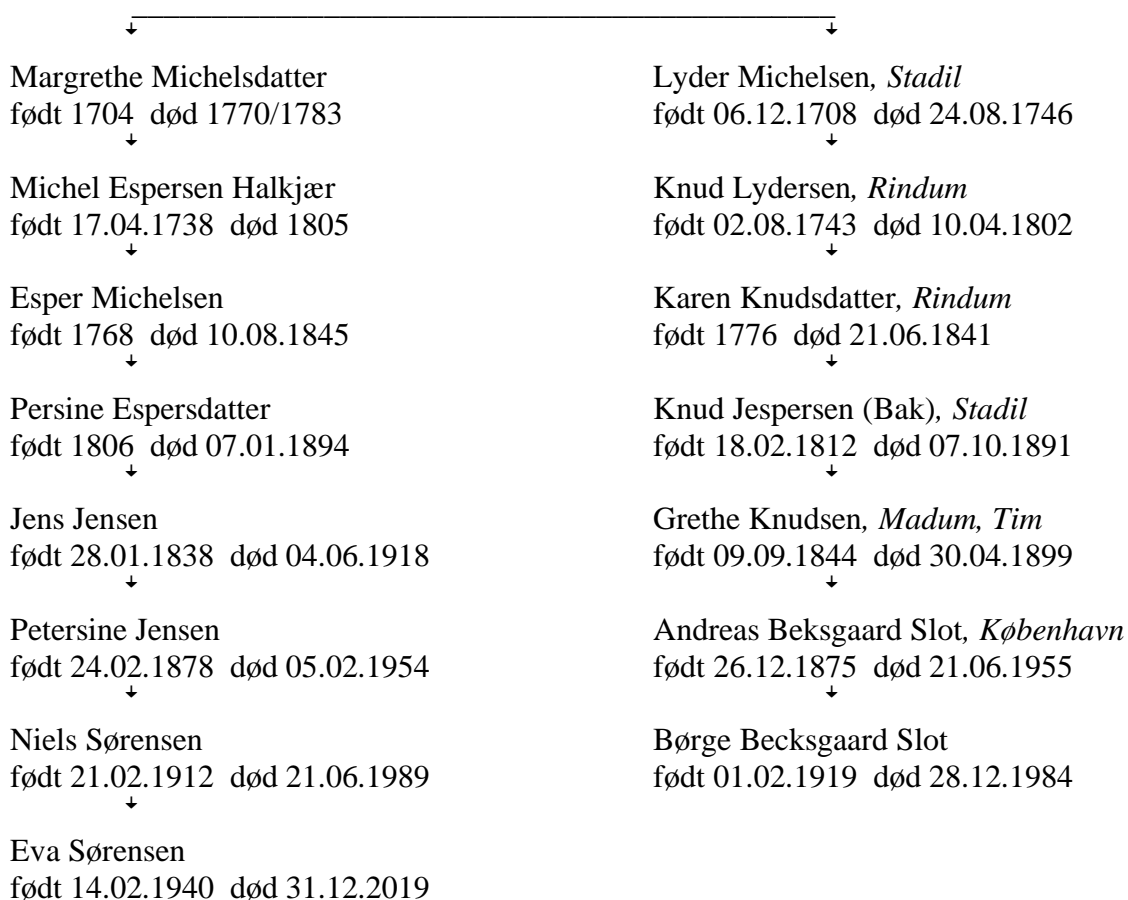 Margrethe Michelsdatter
født 1704 død 1770/1783
Michel Espersen Halkjær
født 17.04.1738 død 1805
Esper Michelsen
født 1768 død 10.08.1845
Persine Espersdatter
født 1806 død 07.01.1894
Jens Jensen
født 28.01.1838 død 04.06.1918
Petersine Jensen
født 24.02.1878 død 05.02.1954
Niels Sørensen
født 21.02.1912 død 21.06.1989
Eva Sørensen
født 14.02.1940 død 31.12.2019
Lyder Michelsen, Stadil
født 06.12.1708 død 24.08.1746
Knud Lydersen, Rindum
født 02.08.1743 død 10.04.1802
Karen Knudsdatter, Rindum
født 1776 død 21.06.1841
Knud Jespersen (Bak), Stadil
født 18.02.1812 død 07.10.1891
Grethe Knudsen, Madum, Tim
født 09.09.1844 død 30.04.1899
Andreas Beksgaard Slot, København
født 26.12.1875 død 21.06.1955
Børge Becksgaard Slot
født 01.02.1919 død 28.12.1984